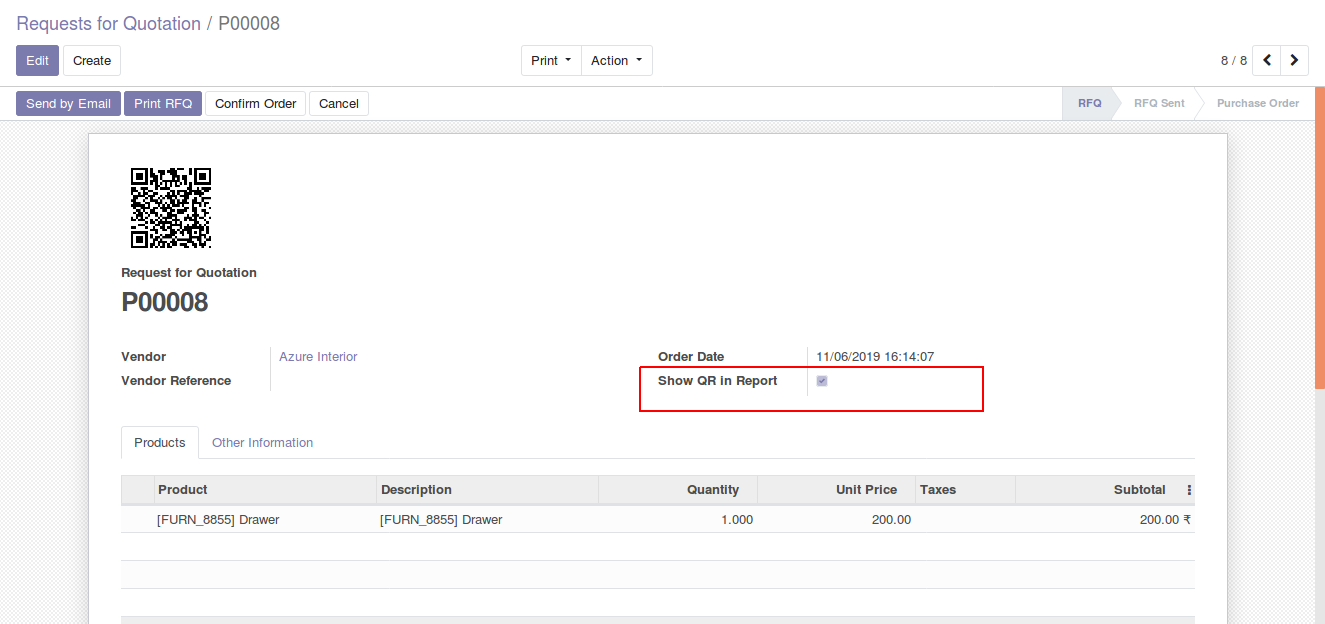 Requests for Quotation / P00008
Edit Create Print Action 8 / 8
Send by Email Print RFQ Confirm Order Cancel RFQ RFQ Sent Purchase Order
Request for Quotation
P00008
Vendor Azure Interior Order Date 11/06/2019 16:14:07
Vendor Reference Show QR in Report
Products Other Information
Product Description Quantity Unit Price Taxes Subtotal
[FURN_8855] Drawer [FURN_8855] Drawer 1.000 200.00 200.00 ₹